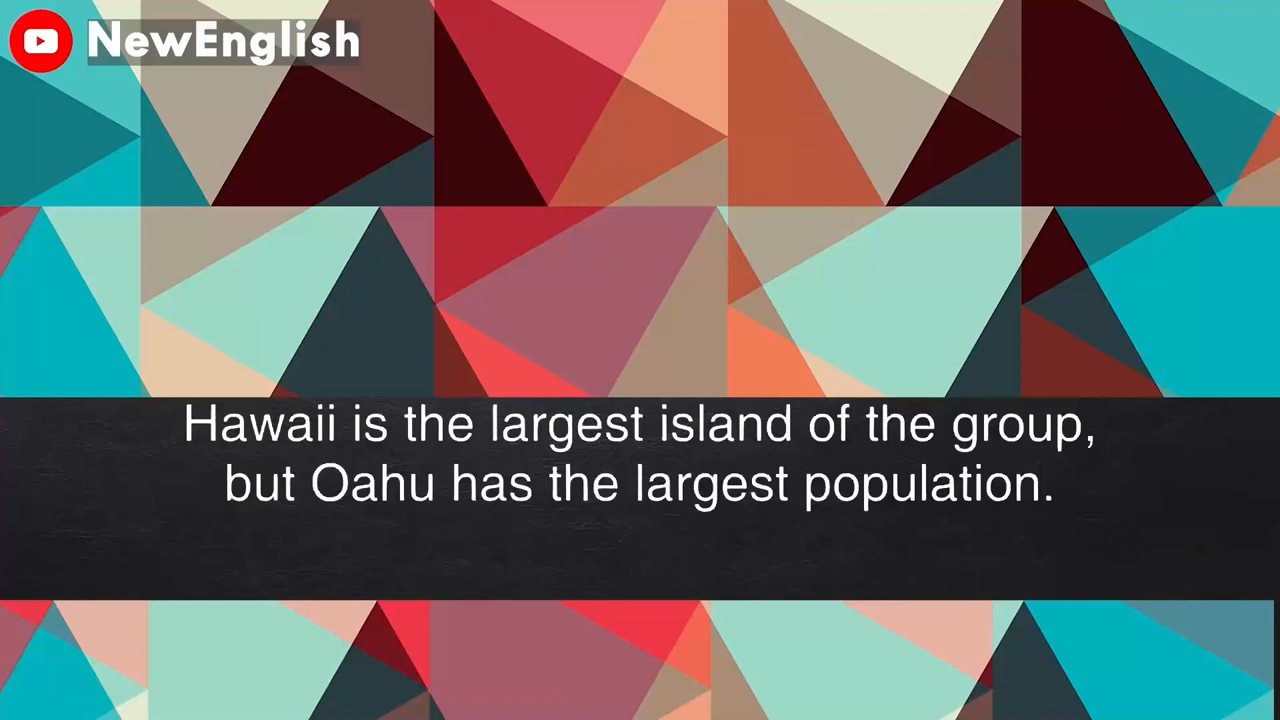 NewEnglish
Hawaii is the largest island of the group,
but Oahu has the largest population.